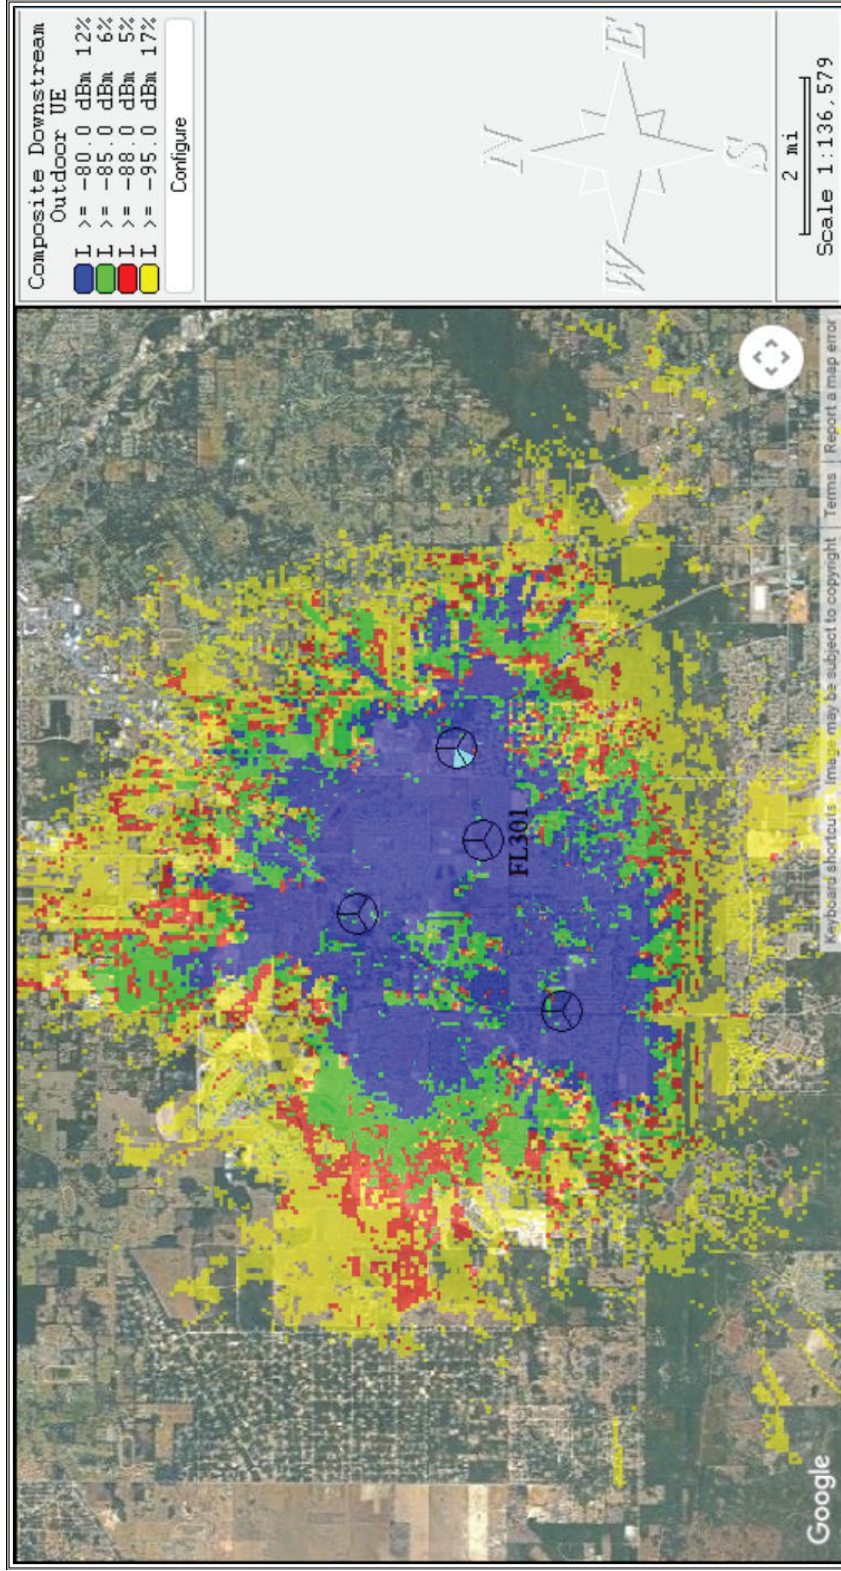 Composite Downstream
Outdoor UE
L >= -80.0 dBm 12%
L >= -85.0 dBm 6%
L >= -88.0 dBm 5%
L >= -95.0 dBm 17%
Configure
N
W
E
S
2 mi
Scale 1:136,579
FL301
Google
Keyboard shortcuts
Image may be subject to copyright
Terms
Report a map error